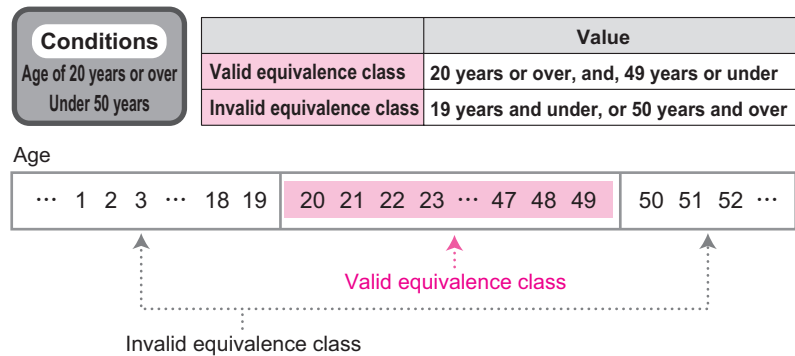 Conditions
Age of 20 years or over
Under 50 years
Value
Valid equivalence class 20 years or over, and, 49 years or under
Invalid equivalence class 19 years and under, or 50 years and over
Age
⋯ 1 2 3 ⋯ 18 19 20 21 22 23 ⋯ 47 48 49 50 51 52 ⋯
Valid equivalence class
Invalid equivalence class